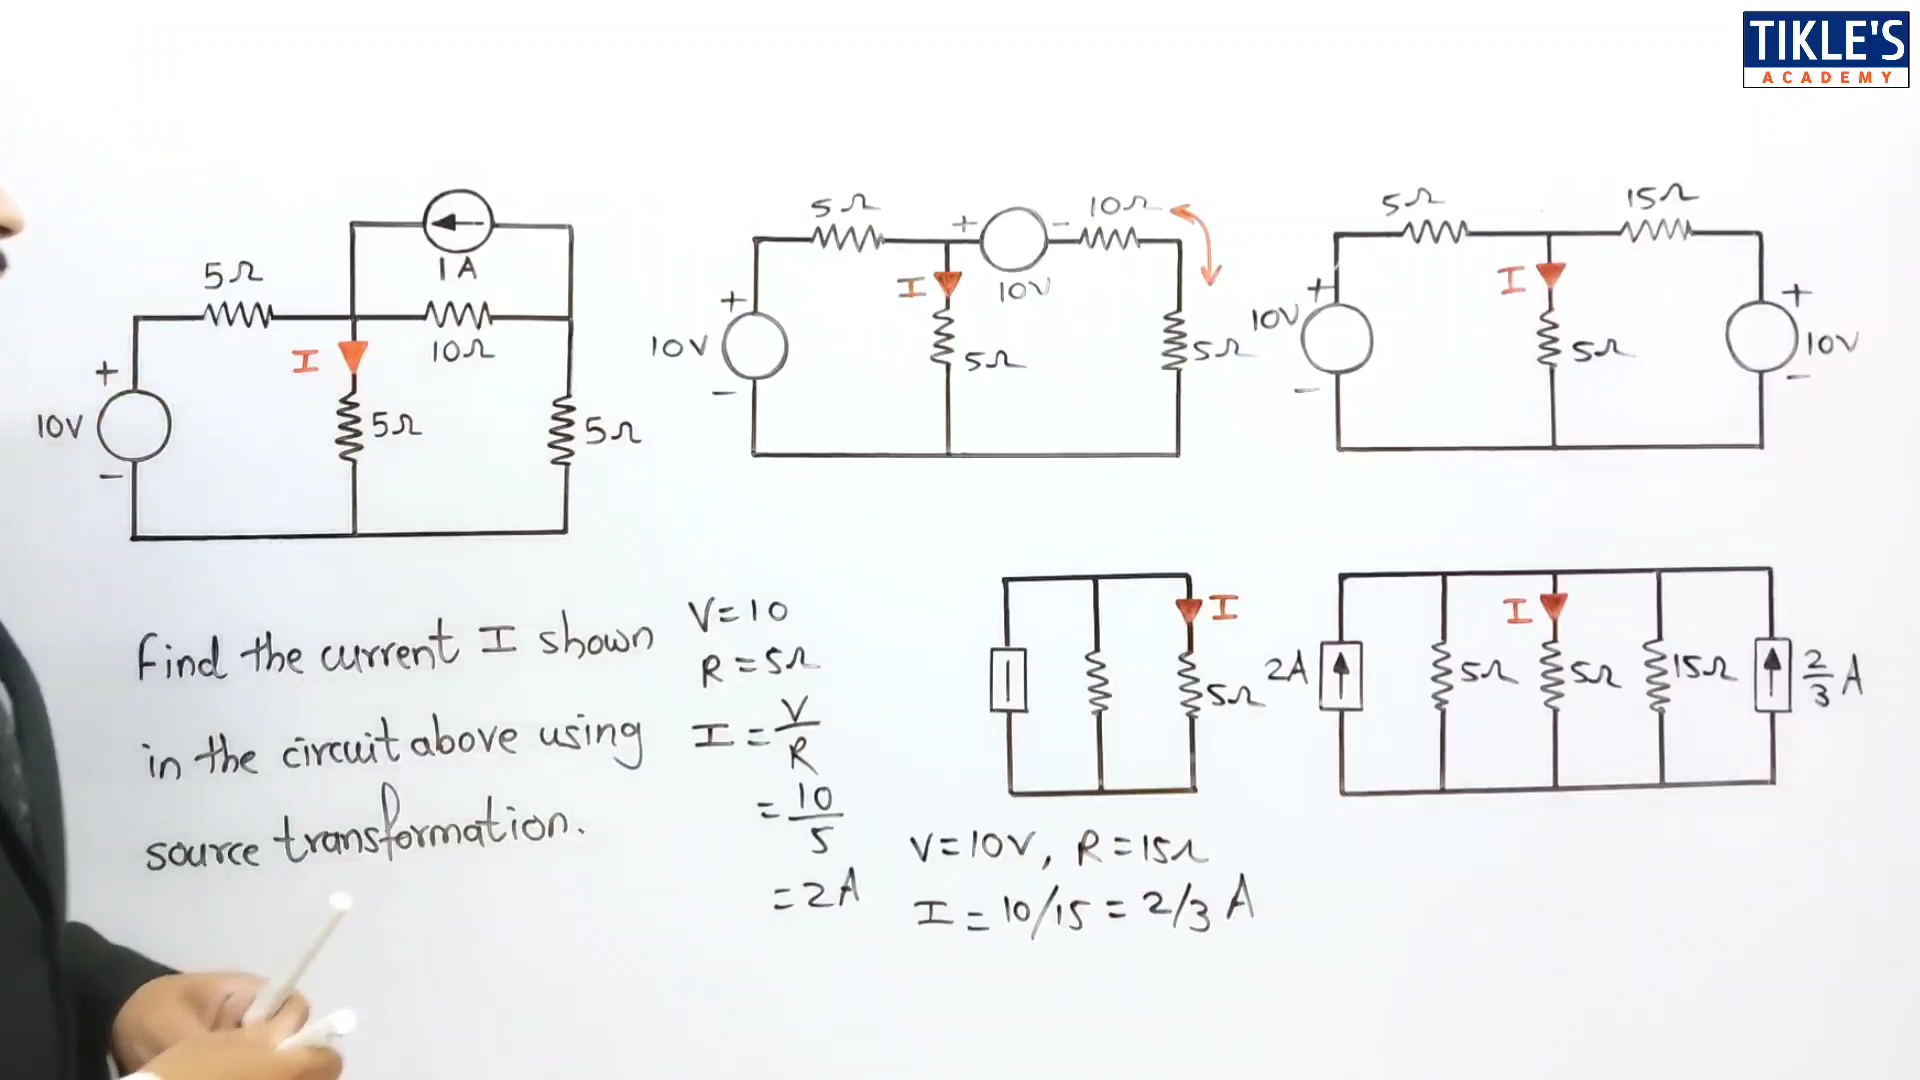 TIKLE'S
ACADEMY
1A
5Ω
10Ω
I
+
10V
-
5Ω
5Ω
5Ω
+
-
10Ω
I
10V
+
10V
-
5Ω
5Ω
5Ω
15Ω
I
+
10V
-
5Ω
+
10V
-
Find the current I shown
in the circuit above using
source transformation.
V=10
R=5Ω
I=V/R
=10/5
=2A
I
5Ω
2A
5Ω
I
5Ω
15Ω
2/3 A
V=10V, R=15Ω
I=10/15=2/3 A